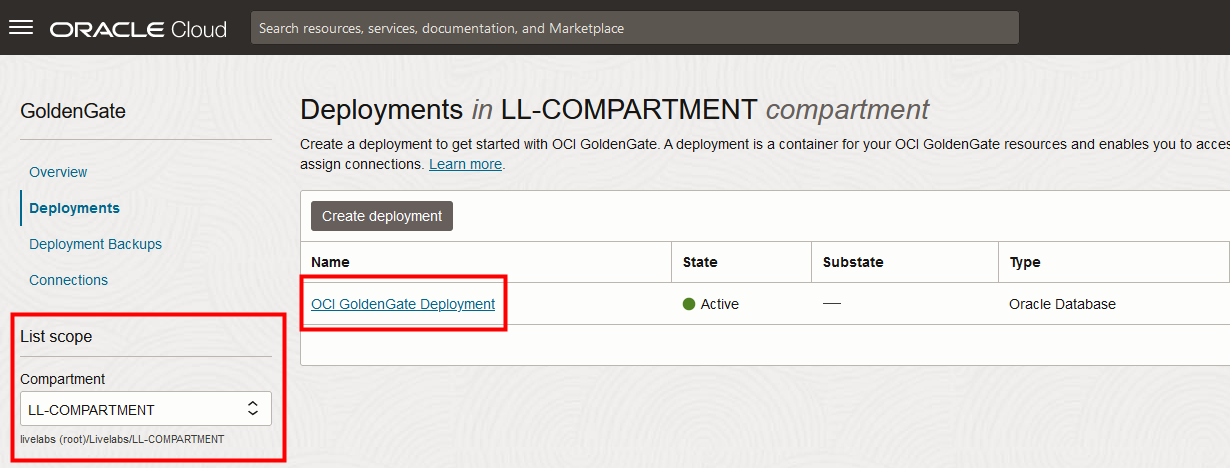 ORACLE Cloud
Search resources, services, documentation, and Marketplace
GoldenGate
Overview
Deployments
Deployment Backups
Connections
List scope
Compartment
LL-COMPARTMENT
livelabs (root)/Livelabs/LL-COMPARTMENT
Deployments in LL-COMPARTMENT compartment
Create a deployment to get started with OCI GoldenGate. A deployment is a container for your OCI GoldenGate resources and enables you to acces
assign connections. Learn more.
Create deployment
Name State Substate Type
OCI GoldenGate Deployment Active — Oracle Database